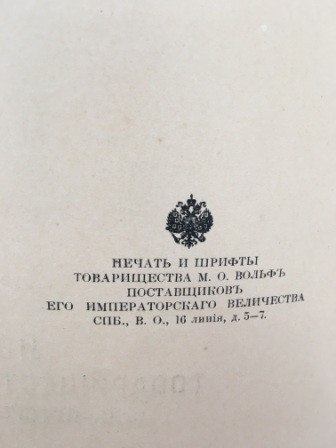 ПЕЧАТЬ И ШРИФТЫ
ТОВАРИЩЕСТВА М. О. ВОЛЬФЪ
ПОСТАВЩИКОВЪ
ЕГО ИМПЕРАТОРСКАГО ВЕЛИЧЕСТВА
СПБ., В. О., 16 линія, д. 5—7.